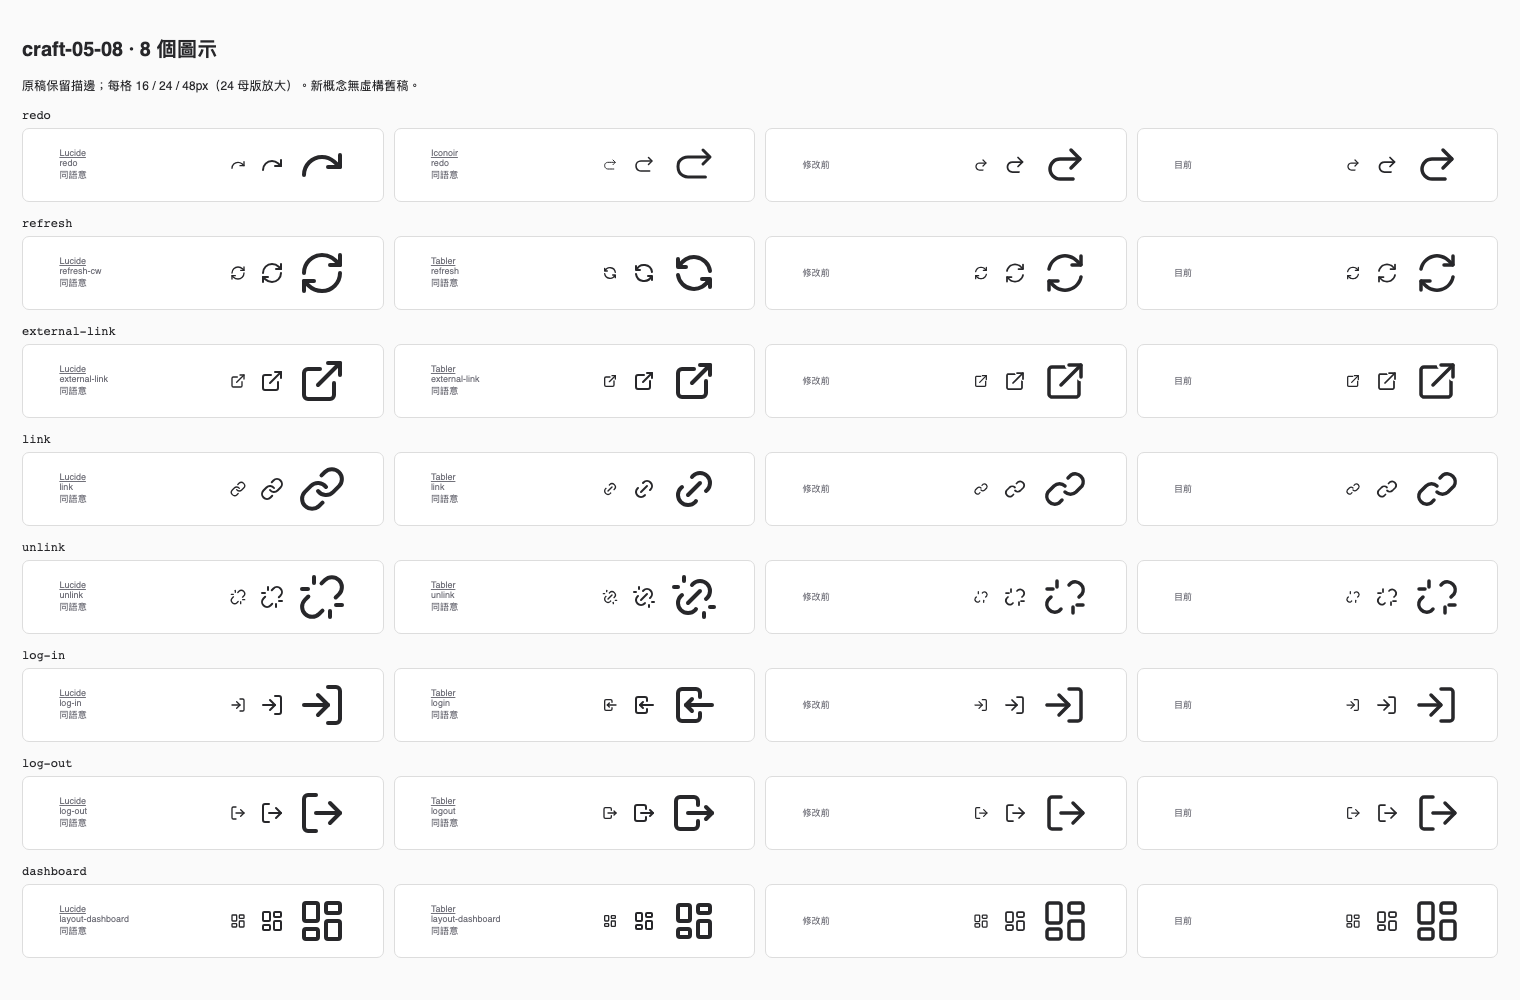 craft-05-08 · 8 個圖示
原稿保留描邊；每格 16 / 24 / 48px（24 母版放大）。新概念無虛構舊稿。
redo
Lucide
redo
同語意
Iconoir
redo
同語意
修改前
目前
refresh
Lucide
refresh-cw
同語意
Tabler
refresh
同語意
修改前
目前
external-link
Lucide
external-link
同語意
Tabler
external-link
同語意
修改前
目前
link
Lucide
link
同語意
Tabler
link
同語意
修改前
目前
unlink
Lucide
unlink
同語意
Tabler
unlink
同語意
修改前
目前
log-in
Lucide
log-in
同語意
Tabler
login
同語意
修改前
目前
log-out
Lucide
log-out
同語意
Tabler
logout
同語意
修改前
目前
dashboard
Lucide
layout-dashboard
同語意
Tabler
layout-dashboard
同語意
修改前
目前